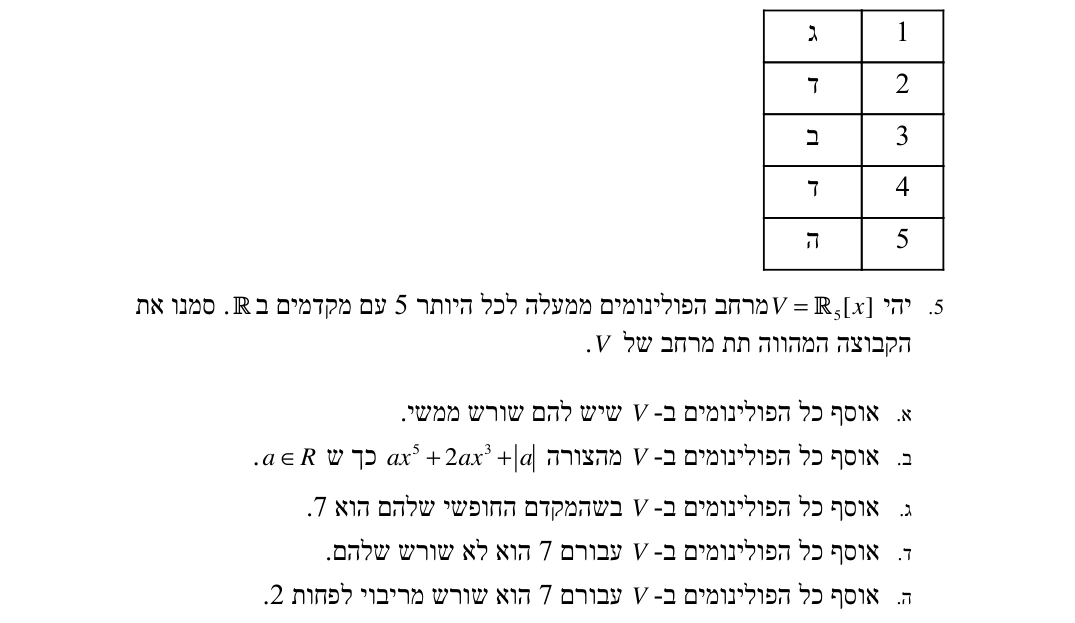 1 ג
2 ד
3 ב
4 ד
5 ה
5. יהי V = ℝ₅[x] מרחב הפולינומים ממעלה לכל היותר 5 עם מקדמים ב ℝ. סמנו את
הקבוצה המהווה תת מרחב של V.
א. אוסף כל הפולינומים ב- V שיש להם שורש ממשי.
ב. אוסף כל הפולינומים ב- V מהצורה ax⁵ + 2ax³ + |a| כך ש a ∈ R.
ג. אוסף כל הפולינומים ב- V בשהמקדם החופשי שלהם הוא 7.
ד. אוסף כל הפולינומים ב- V עבורם 7 הוא לא שורש שלהם.
ה. אוסף כל הפולינומים ב- V עבורם 7 הוא שורש מריבוי לפחות 2.